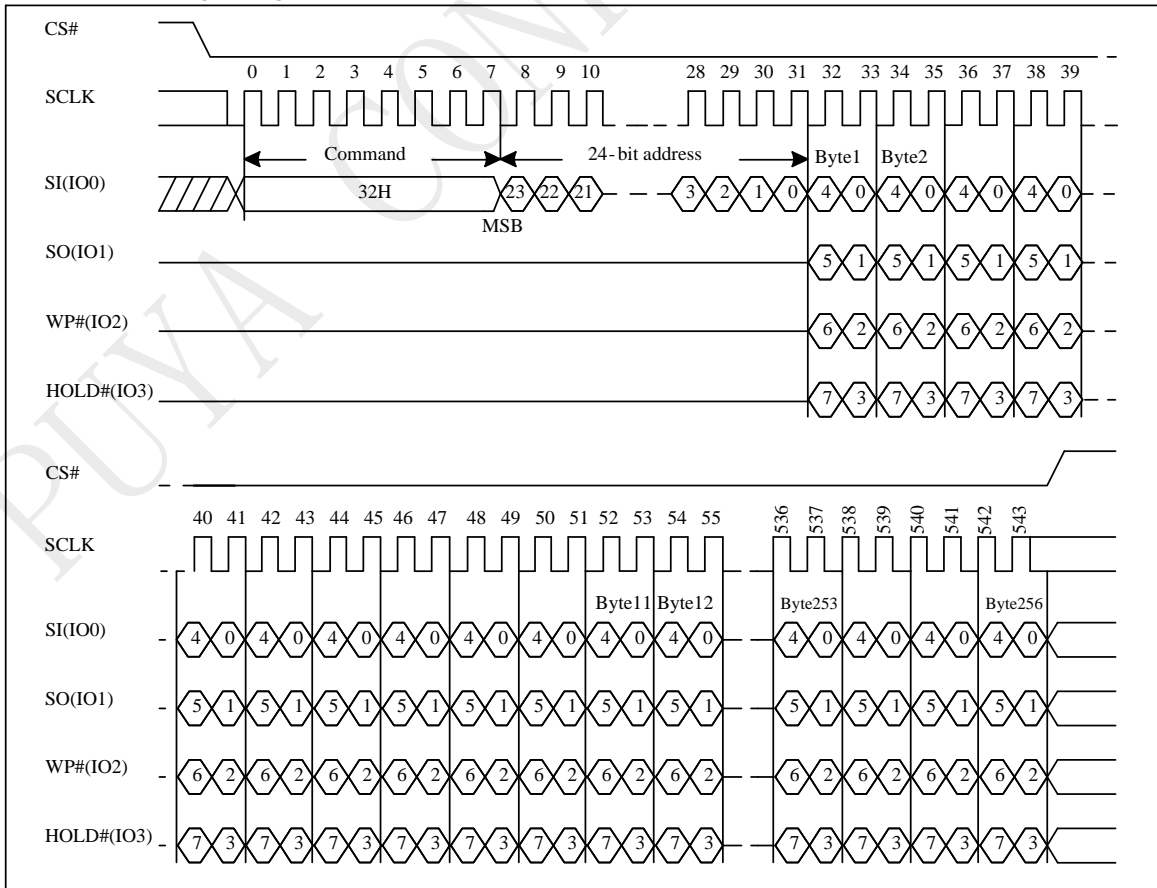 CS#
0 1 2 3 4 5 6 7 8 9 10 28 29 30 31 32 33 34 35 36 37 38 39
SCLK
Command 24-bit address Byte1 Byte2
SI(IO0) 32H 23 22 21 3 2 1 0 4 0 4 0 4 0 4 0
MSB
SO(IO1) 5 1 5 1 5 1 5 1
WP#(IO2) 6 2 6 2 6 2 6 2
HOLD#(IO3) 7 3 7 3 7 3 7 3
CS#
40 41 42 43 44 45 46 47 48 49 50 51 52 53 54 55 536 537 538 539 540 541 542 543
SCLK
Byte11 Byte12 Byte253 Byte256
SI(IO0) 4 0 4 0 4 0 4 0 4 0 4 0 4 0 4 0 4 0 4 0 4 0 4 0
SO(IO1) 5 1 5 1 5 1 5 1 5 1 5 1 5 1 5 1 5 1 5 1 5 1 5 1
WP#(IO2) 6 2 6 2 6 2 6 2 6 2 6 2 6 2 6 2 6 2 6 2 6 2 6 2
HOLD#(IO3) 7 3 7 3 7 3 7 3 7 3 7 3 7 3 7 3 7 3 7 3 7 3 7 3
PUYA